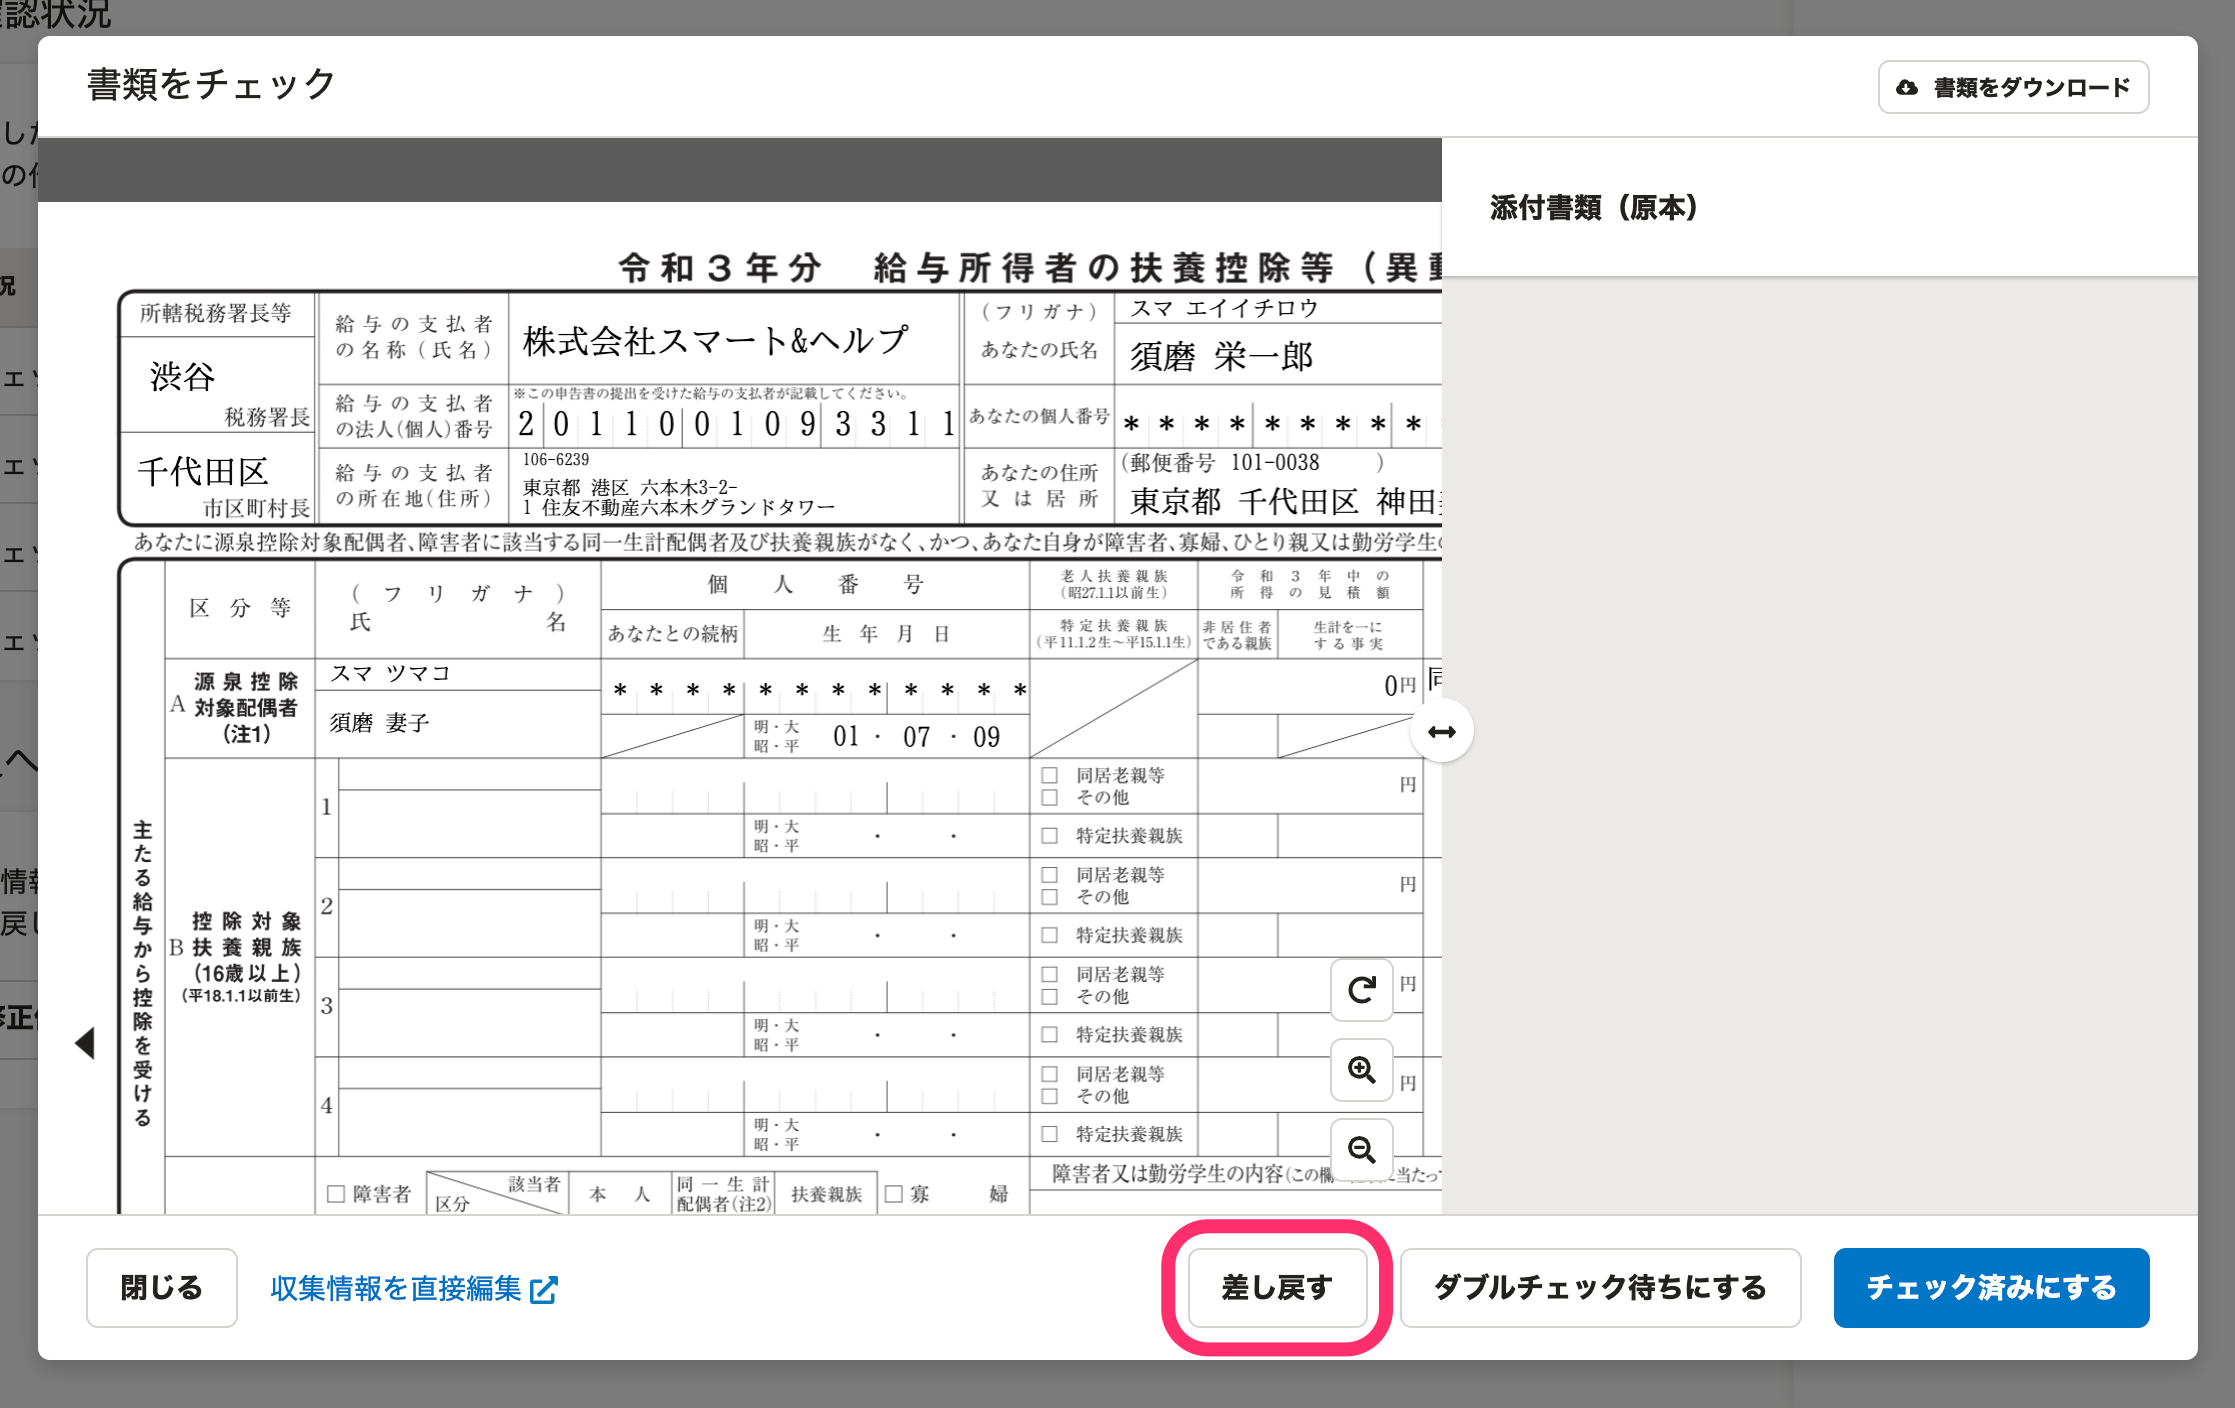 認状況
書類をチェック
書類をダウンロード
添付書類（原本）
令和３年分　給与所得者の扶養控除等（異
所轄税務署長等
渋谷
税務署長
千代田区
市区町村長
給与の支払者
の名称（氏名）
株式会社スマート&ヘルプ
給与の支払者
の法人（個人）番号
※この申告書の提出を受けた給与の支払者が記載してください。
2011001093311
給与の支払者
の所在地（住所）
106-6239
東京都 港区 六本木3-2-
1 住友不動産六本木グランドタワー
（フリガナ）
スマ エイイチロウ
あなたの氏名
須磨 栄一郎
あなたの個人番号
* * * * * * * * *
あなたの住所
又は居所
（郵便番号 101-0038 ）
東京都 千代田区 神田
あなたに源泉控除対象配偶者、障害者に該当する同一生計配偶者及び扶養親族がなく、かつ、あなた自身が障害者、寡婦、ひとり親又は勤労学生の
主たる給与から控除を受ける
区分等
（フリガナ）
氏名
個人番号
あなたとの続柄
生年月日
老人扶養親族
（昭27.1.1以前生）
特定扶養親族
（平11.1.2生～平15.1.1生）
令和３年中の
所得の見積額
非居住者
である親族
生計を一に
する事実
A
源泉控除
対象配偶者
（注1）
スマ ツマコ
須磨 妻子
* * * * * * * * * * * *
明・大
昭・平
01 ・ 07 ・ 09
0円
同
B
控除対象
扶養親族
（16歳以上）
（平18.1.1以前生）
1
明・大
昭・平
・ ・
□ 同居老親等
□ その他
□ 特定扶養親族
円
2
明・大
昭・平
・ ・
□ 同居老親等
□ その他
□ 特定扶養親族
円
3
明・大
昭・平
・ ・
□ 同居老親等
□ その他
□ 特定扶養親族
円
4
明・大
昭・平
・ ・
□ 同居老親等
□ その他
□ 特定扶養親族
円
□ 障害者
該当者
区分
本人
同一生計
配偶者（注2）
扶養親族
□ 寡婦
障害者又は勤労学生の内容（この欄
当たっ
閉じる
収集情報を直接編集
差し戻す
ダブルチェック待ちにする
チェック済みにする